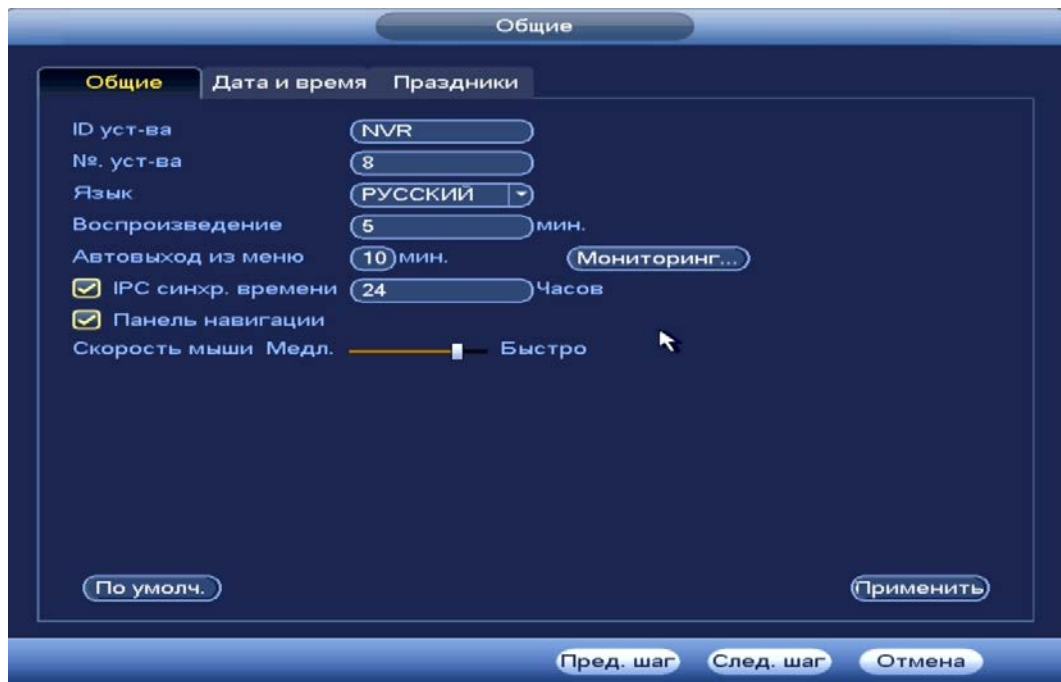 Общие
Общие Дата и время Праздники
ID уст-ва NVR
№. уст-ва 8
Язык РУССКИЙ
Воспроизведение 5 мин.
Автовыход из меню 10 мин. Мониторинг...
IPC синхр. времени 24 Часов
Панель навигации
Скорость мыши Медл. Быстро
По умолч. Применить
Пред. шаг След. шаг Отмена